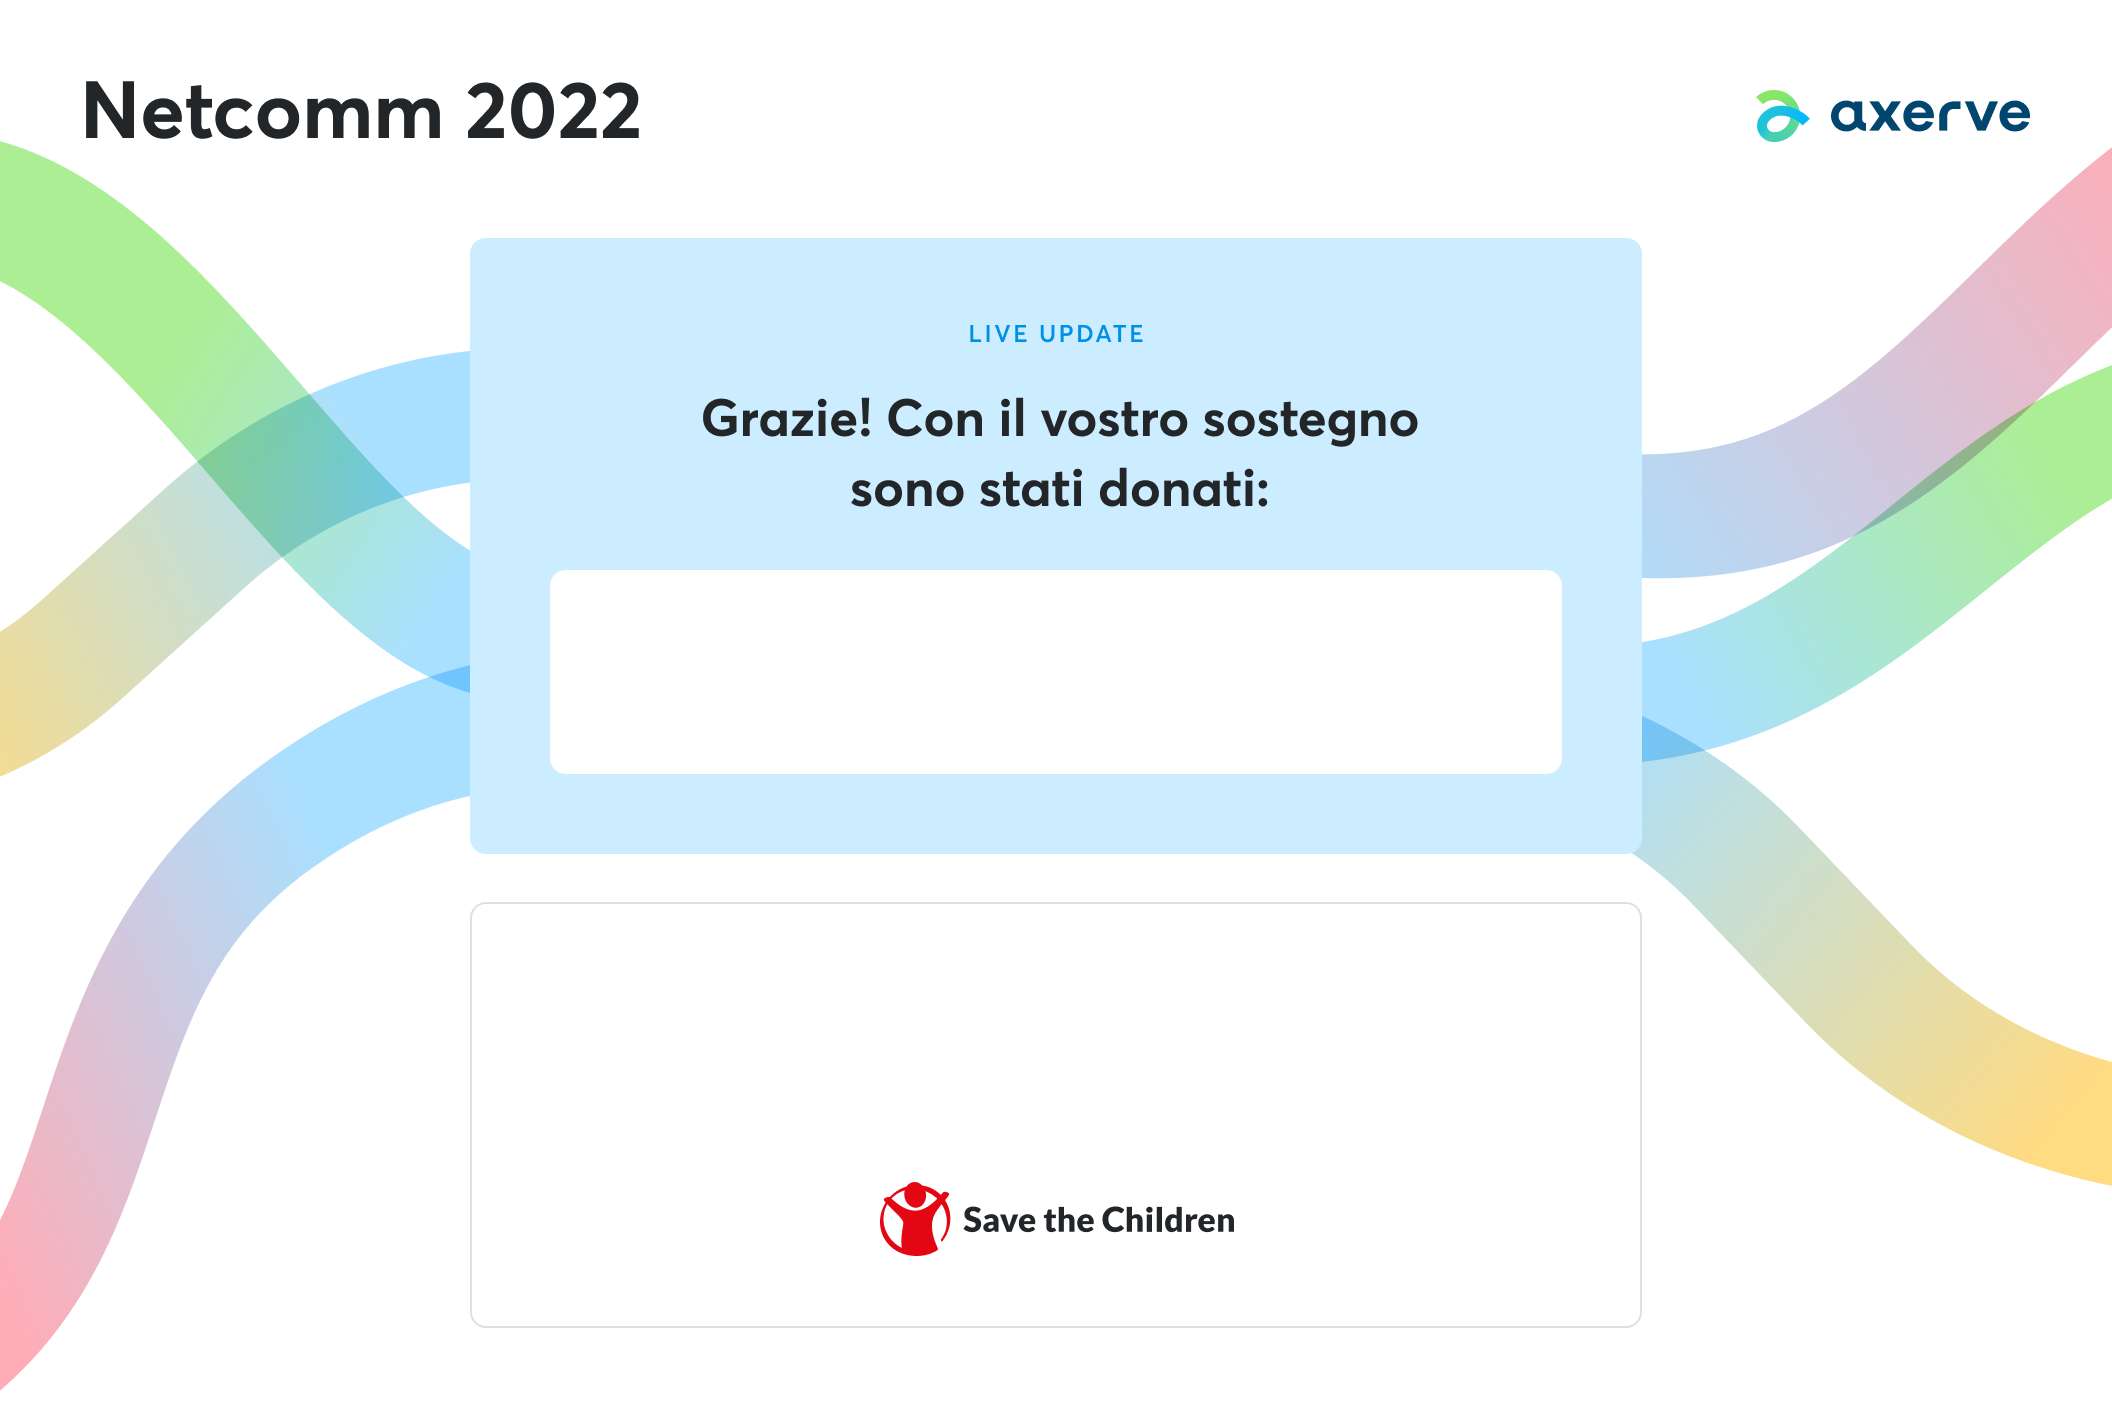 Netcomm 2022
axerve
LIVE UPDATE
Grazie! Con il vostro sostegno
sono stati donati:
Save the Children